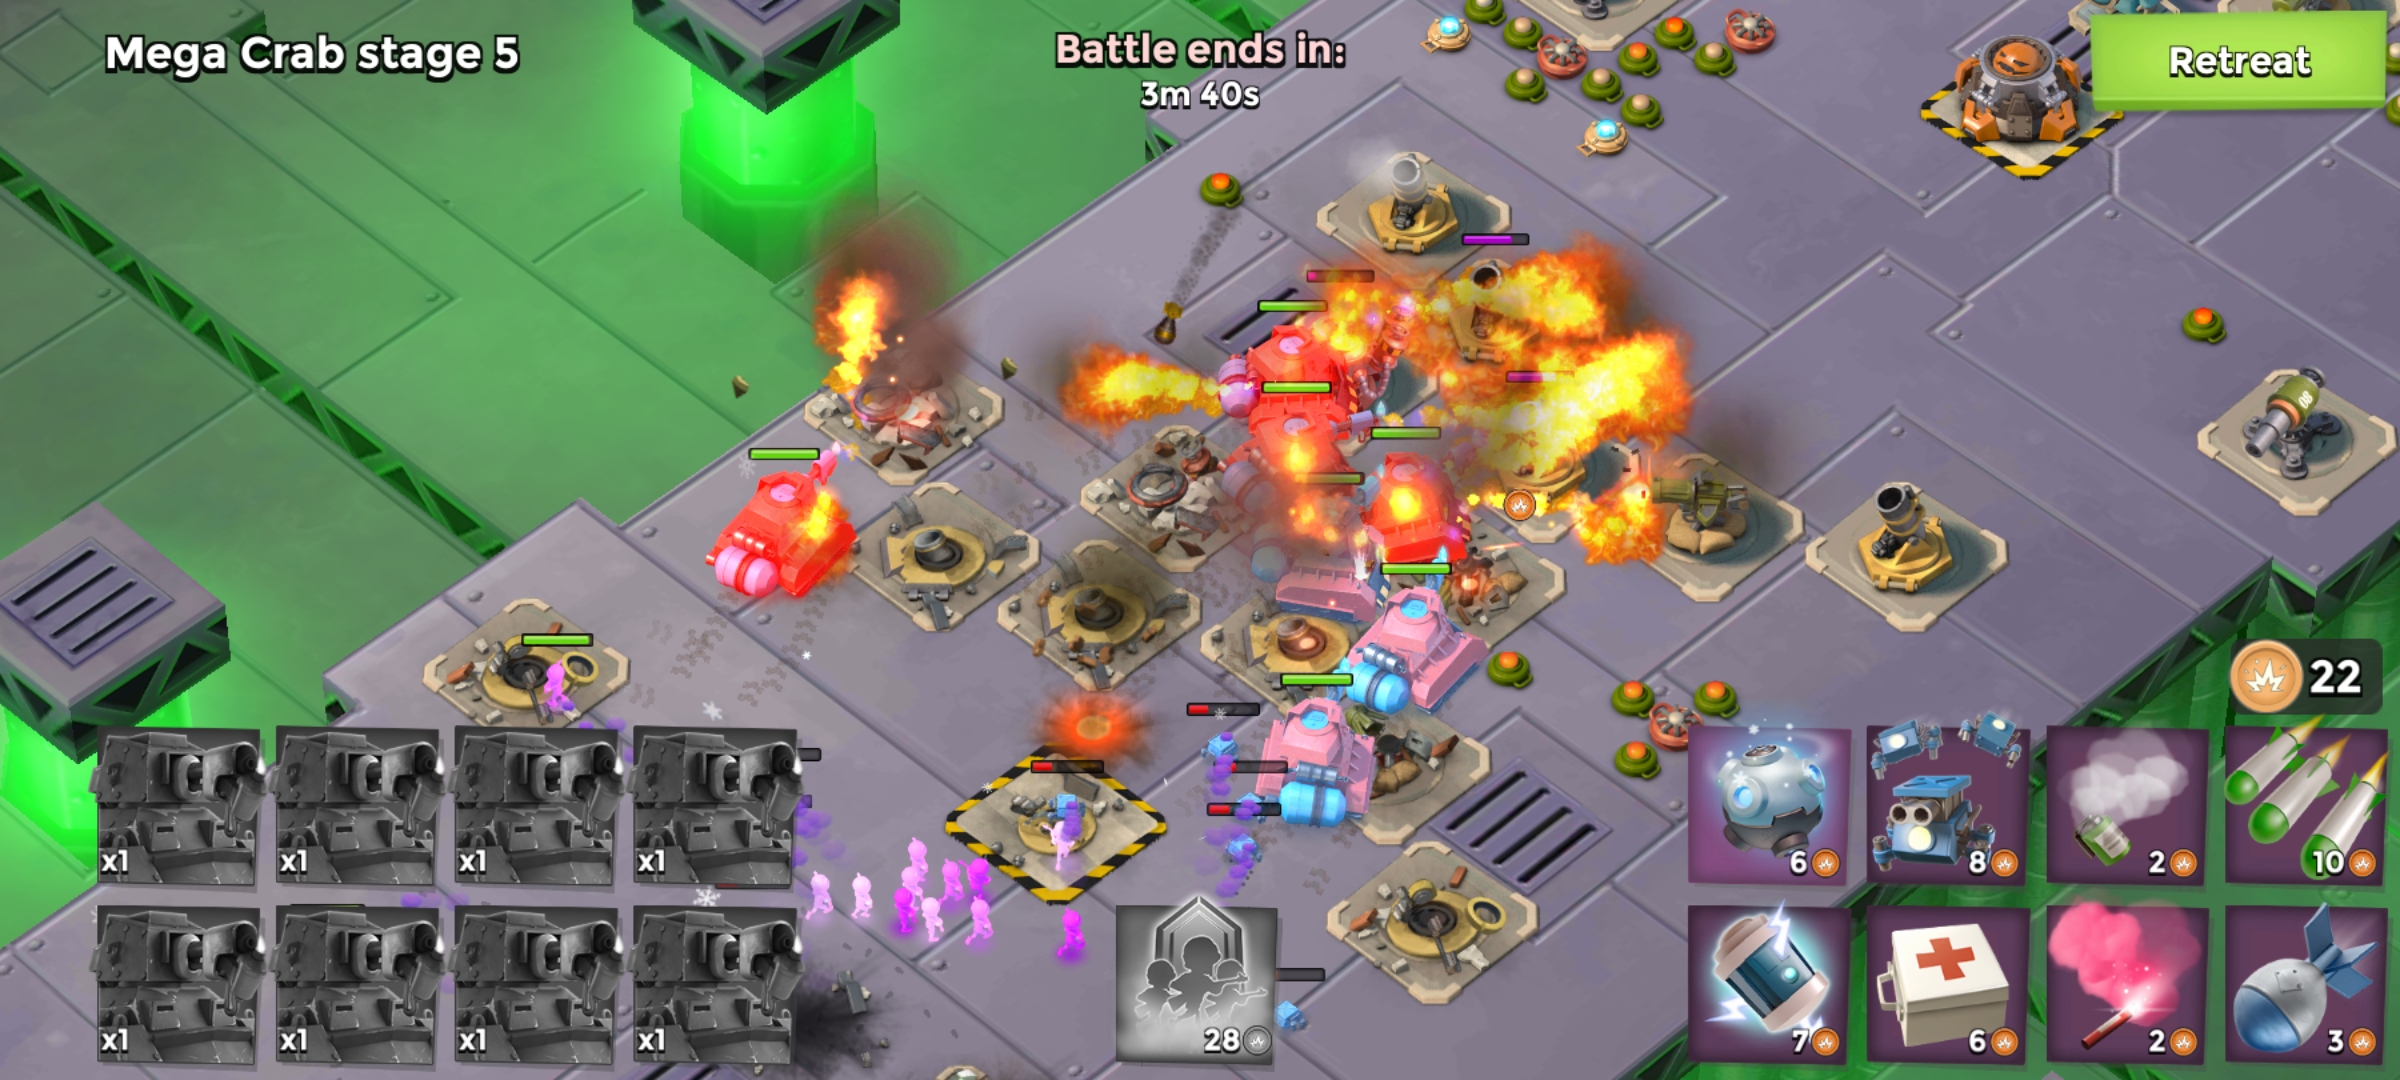 Mega Crab stage 5
Battle ends in:
3m 40s
Retreat
08
22
x1
x1
x1
x1
6
8
2
10
x1
x1
x1
x1
28
7
6
2
3